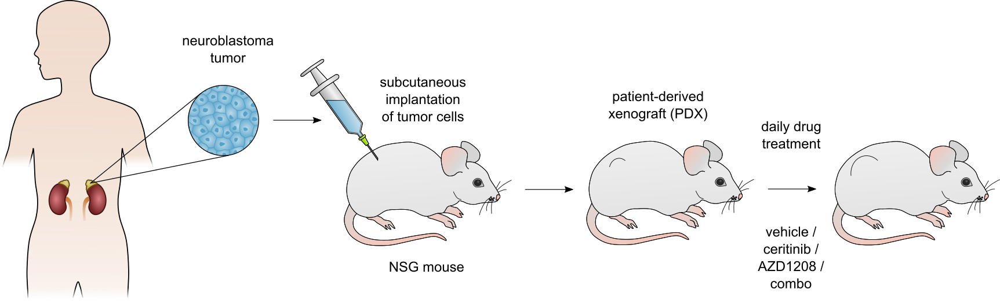 neuroblastoma
tumor
subcutaneous
implantation
of tumor cells
NSG mouse
patient-derived
xenograft (PDX)
daily drug
treatment
vehicle /
ceritinib /
AZD1208 /
combo